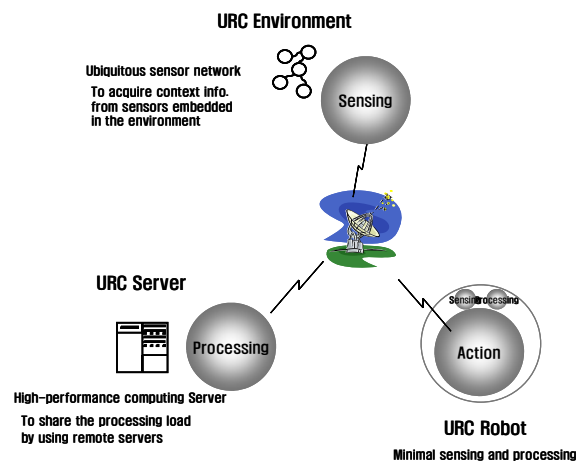 URC Environment
Ubiquitous sensor network
To acquire context info.
from sensors embedded
in the environment
Sensing
URC Server
Processing
High-performance computing Server
To share the processing load
by using remote servers
Sensing Processing
Action
URC Robot
Minimal sensing and processing